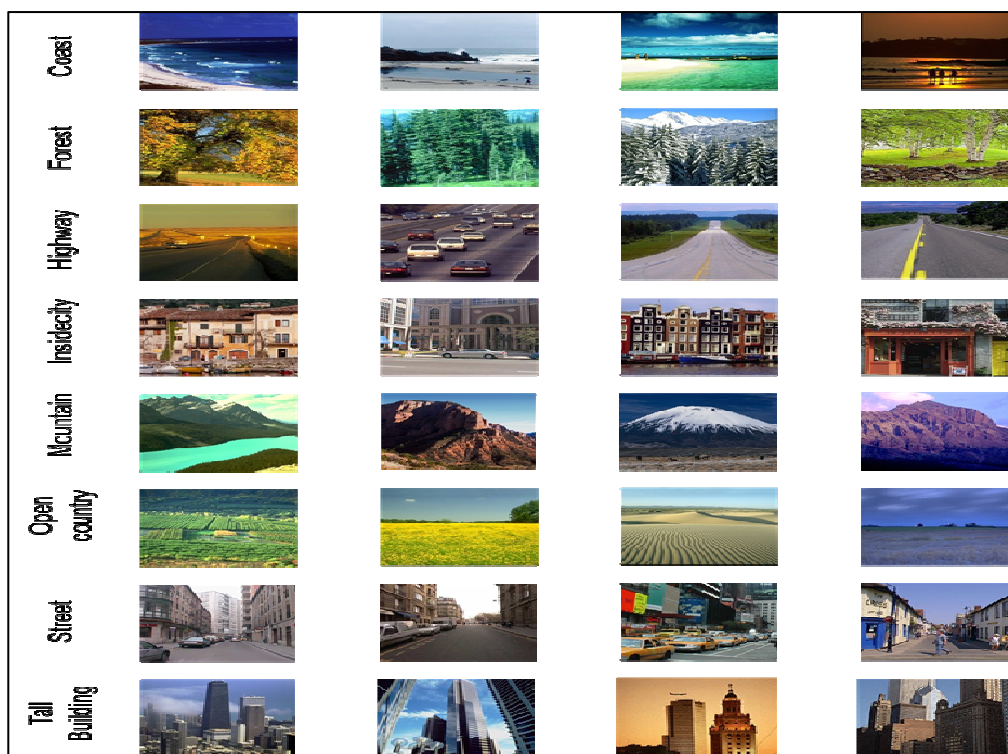 Coast
Forest
Highway
Insidecity
Mountain
Open
country
Street
Tall
Building